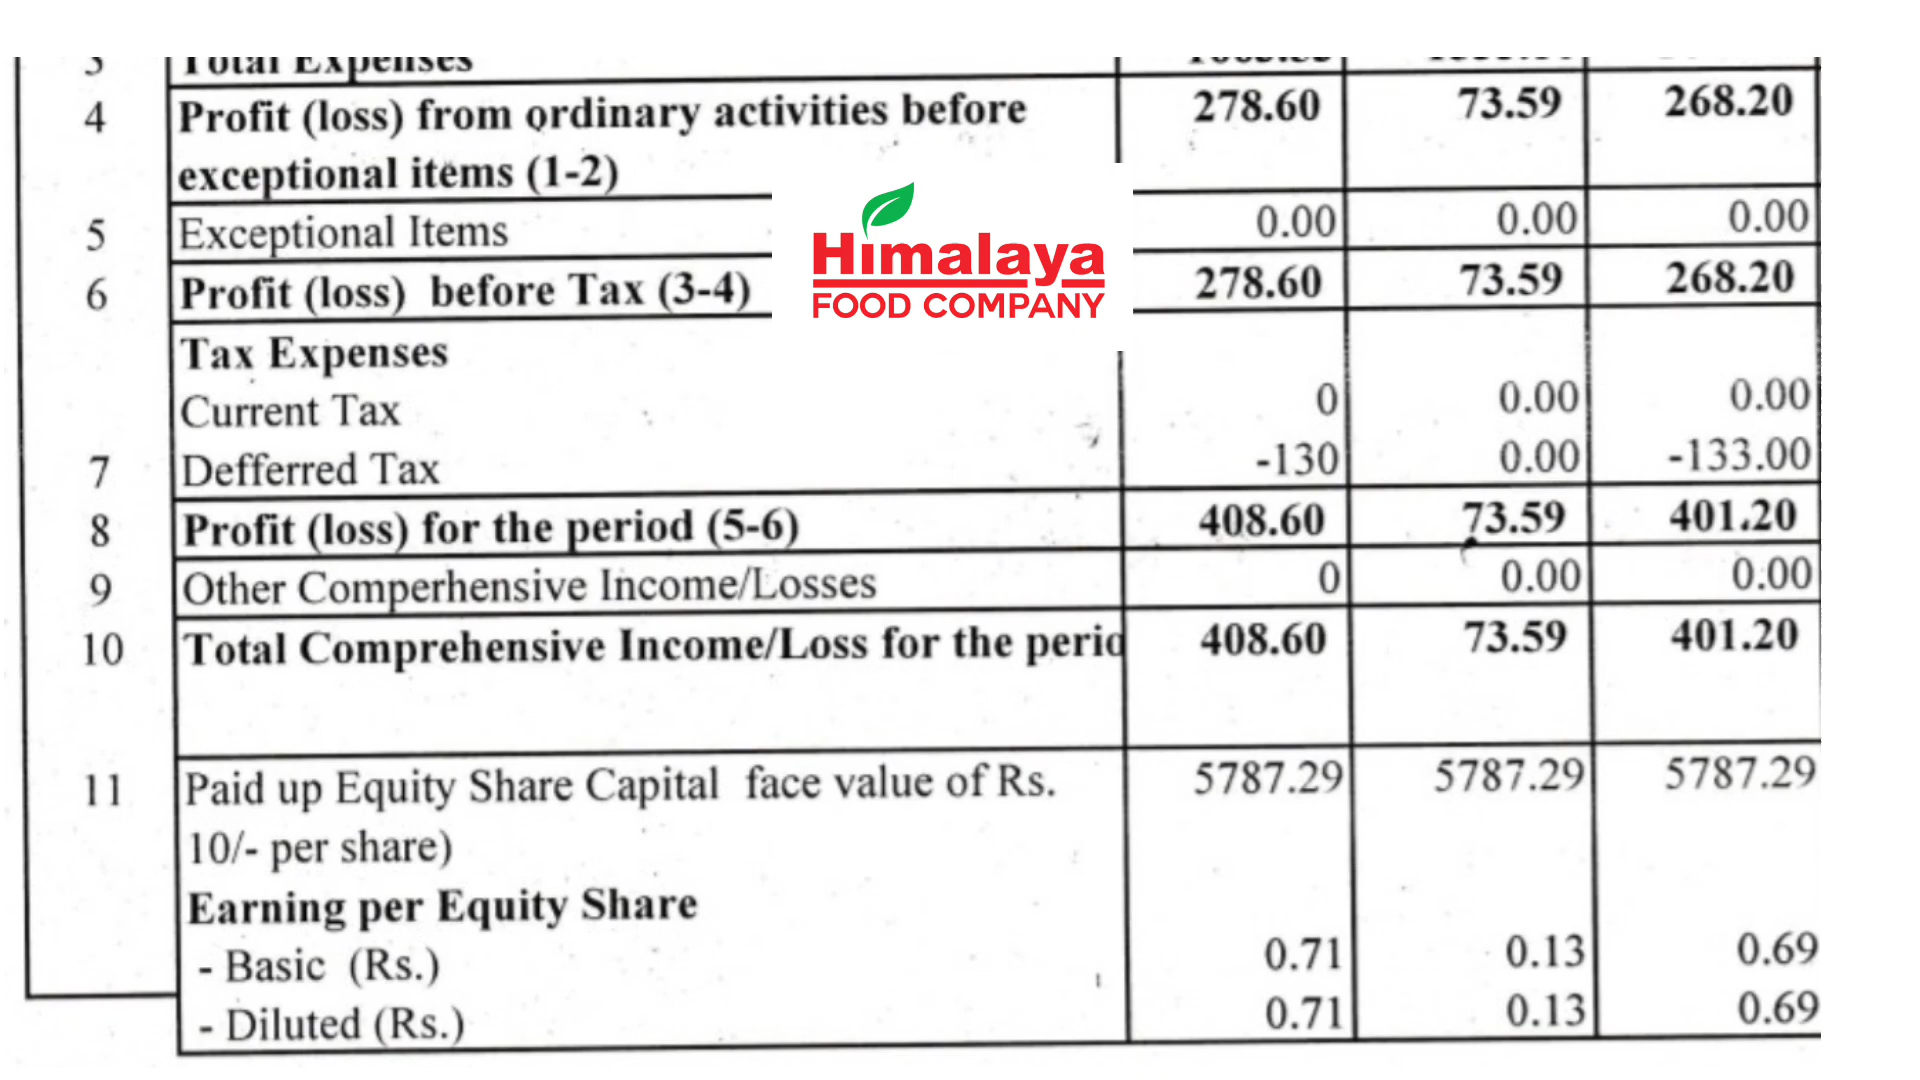 3 Total Expenses
4 Profit (loss) from ordinary activities before 278.60 73.59 268.20
exceptional items (1-2)
5 Exceptional Items 0.00 0.00 0.00
Himalaya
FOOD COMPANY
6 Profit (loss) before Tax (3-4) 278.60 73.59 268.20
Tax Expenses
Current Tax 0 0.00 0.00
7 Defferred Tax -130 0.00 -133.00
8 Profit (loss) for the period (5-6) 408.60 73.59 401.20
9 Other Comperhensive Income/Losses 0 0.00 0.00
10 Total Comprehensive Income/Loss for the perio 408.60 73.59 401.20
11 Paid up Equity Share Capital face value of Rs. 5787.29 5787.29 5787.29
10/- per share)
Earning per Equity Share
- Basic (Rs.) 0.71 0.13 0.69
- Diluted (Rs.) 0.71 0.13 0.69